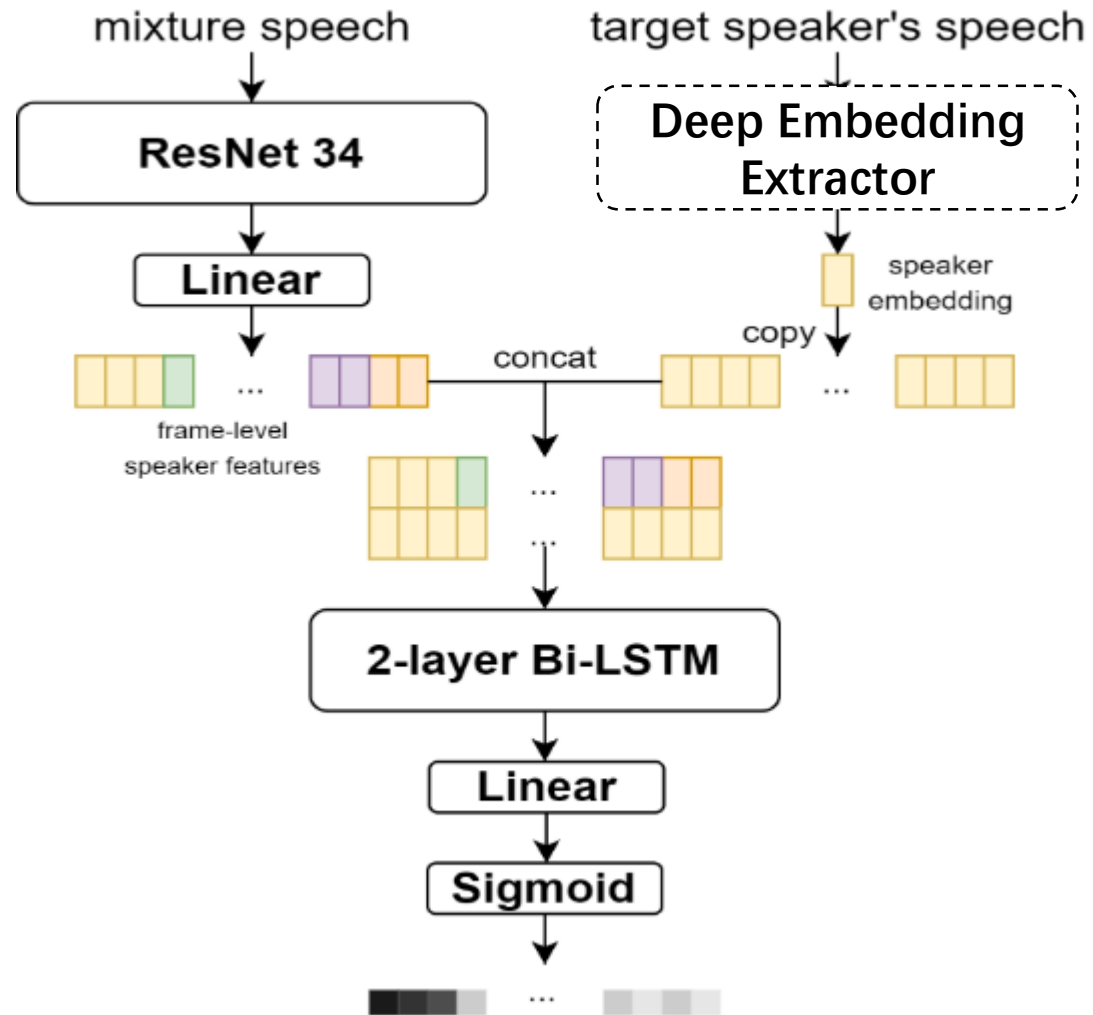 mixture speech
target speaker's speech
ResNet 34
Deep Embedding
Extractor
Linear
speaker
embedding
copy
concat
...
...
frame-level
speaker features
...
...
2-layer Bi-LSTM
Linear
Sigmoid
...